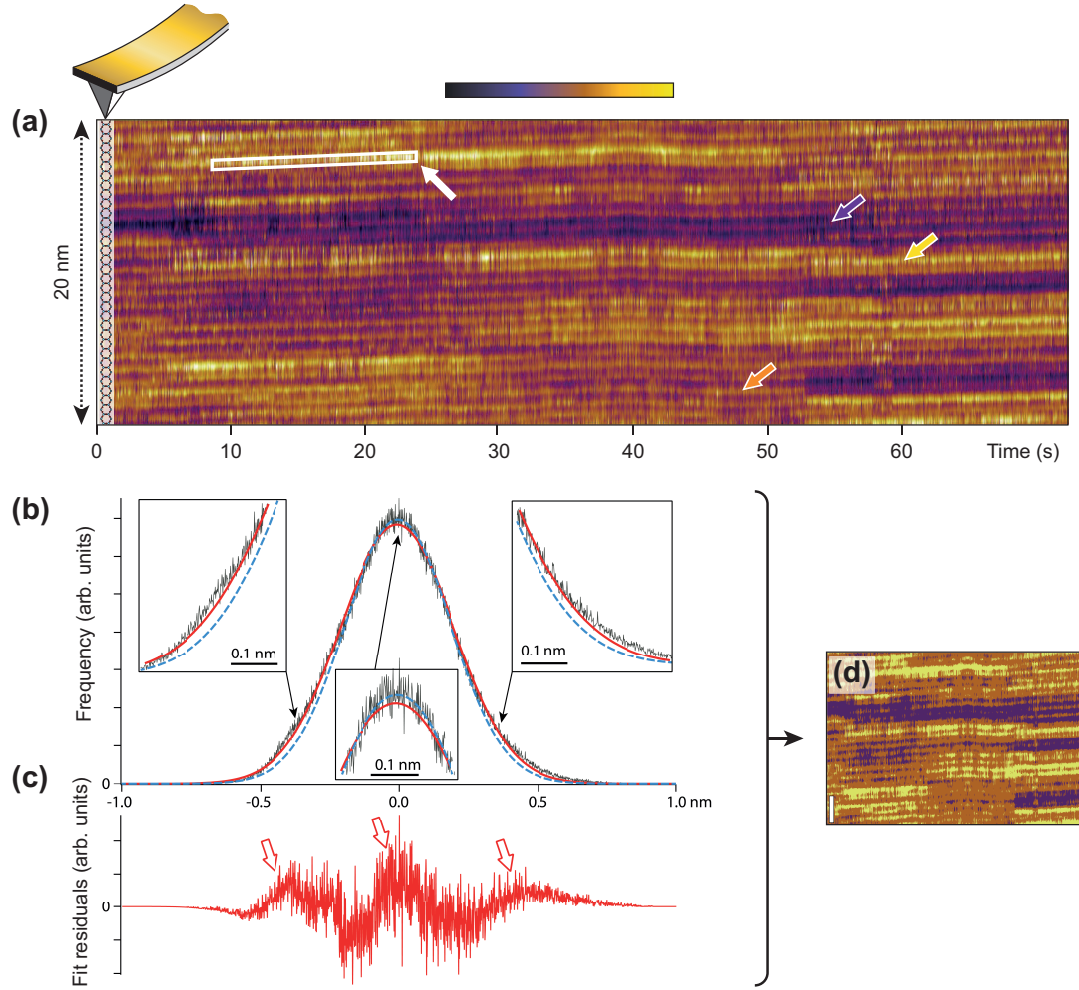 (a)
20 nm
0
10
20
30
40
50
60
Time (s)
(b)
Frequency (arb. units)
0.1 nm
0.1 nm
0.1 nm
0
-1.0
-0.5
0.0
0.5
1.0 nm
(c)
Fit residuals (arb. units)
0
(d)